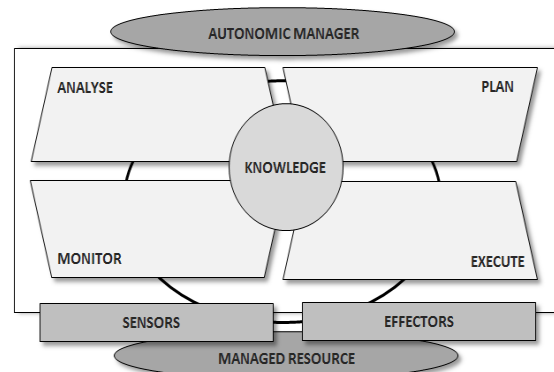 AUTONOMIC MANAGER
ANALYSE
PLAN
KNOWLEDGE
MONITOR
EXECUTE
SENSORS
EFFECTORS
MANAGED RESOURCE